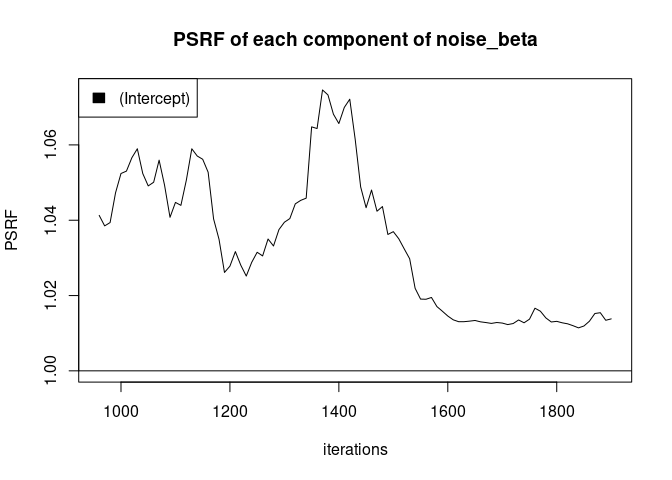 PSRF of each component of noise_beta
(Intercept)
PSRF
1.06
1.04
1.02
1.00
1000 1200 1400 1600 1800
iterations